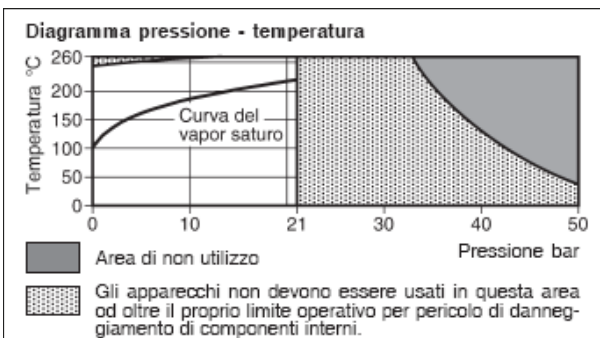 Diagramma pressione - temperatura
Temperatura °C
260
200
150
100
50
0
Curva del
vapor saturo
0 10 21 30 40 50
Pressione bar
Area di non utilizzo
Gli apparecchi non devono essere usati in questa area
od oltre il proprio limite operativo per pericolo di danneg-
giamento di componenti interni.